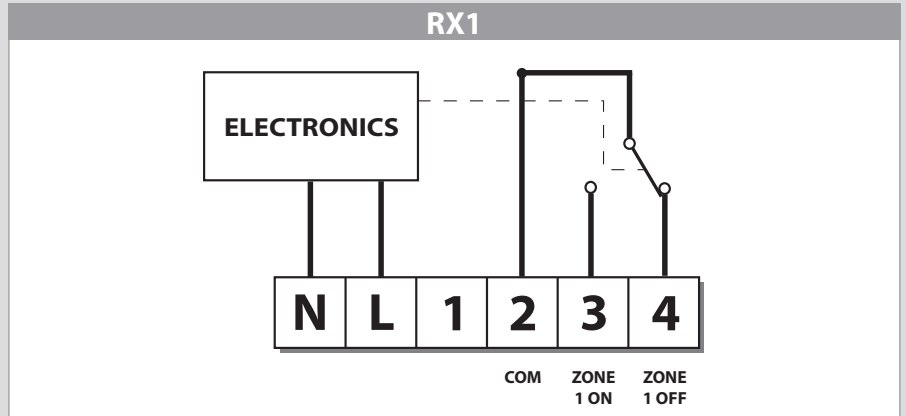 RX1
ELECTRONICS
N L 1 2 3 4
COM ZONE ZONE
1 ON 1 OFF